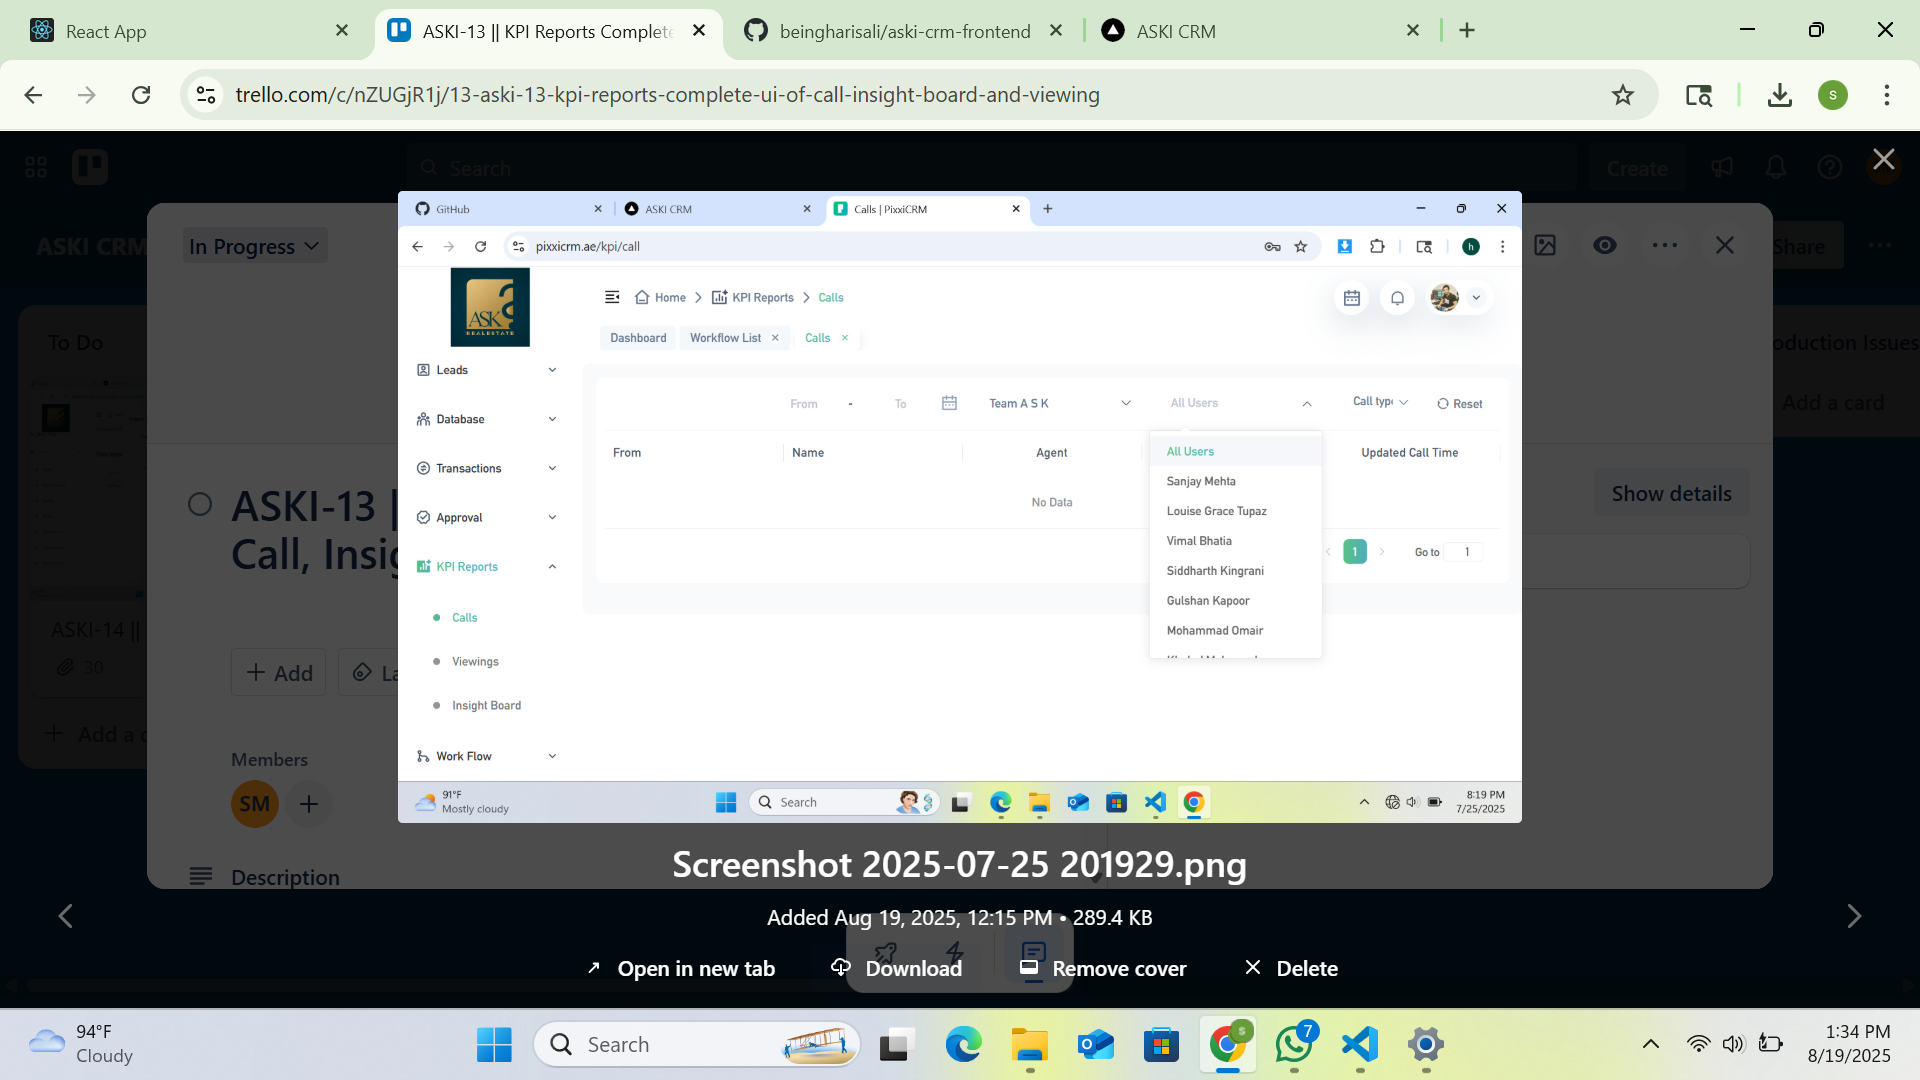 React App
ASKI-13 || KPI Reports Complete
beingharisali/aski-crm-frontend
ASKI CRM
trello.com/c/nZUGjR1j/13-aski-13-kpi-reports-complete-ui-of-call-insight-board-and-viewing
S
Search
Create
ASKI CRM
In Progress
Share
To Do
oduction Issues
Add a card
ASKI-13 ||
Call, Insig
Show details
ASKI-14 ||
30
Add
La
Add a c
Members
SM
Description
GitHub
ASKI CRM
Calls | PixxiCRM
pixxicrm.ae/kpi/call
h
ASK
REALESTATE
Home
KPI Reports
Calls
Dashboard
Workflow List
Calls
Leads
Database
Transactions
Approval
KPI Reports
Calls
Viewings
Insight Board
Work Flow
From - To
Team A S K
All Users
Call type
Reset
From
Name
Agent
Updated Call Time
No Data
All Users
Sanjay Mehta
Louise Grace Tupaz
Vimal Bhatia
Siddharth Kingrani
Gulshan Kapoor
Mohammad Omair
1
Go to
1
91°F
Mostly cloudy
Search
8:19 PM
7/25/2025
Screenshot 2025-07-25 201929.png
Added Aug 19, 2025, 12:15 PM • 289.4 KB
Open in new tab
Download
Remove cover
Delete
94°F
Cloudy
Search
S
7
1:34 PM
8/19/2025